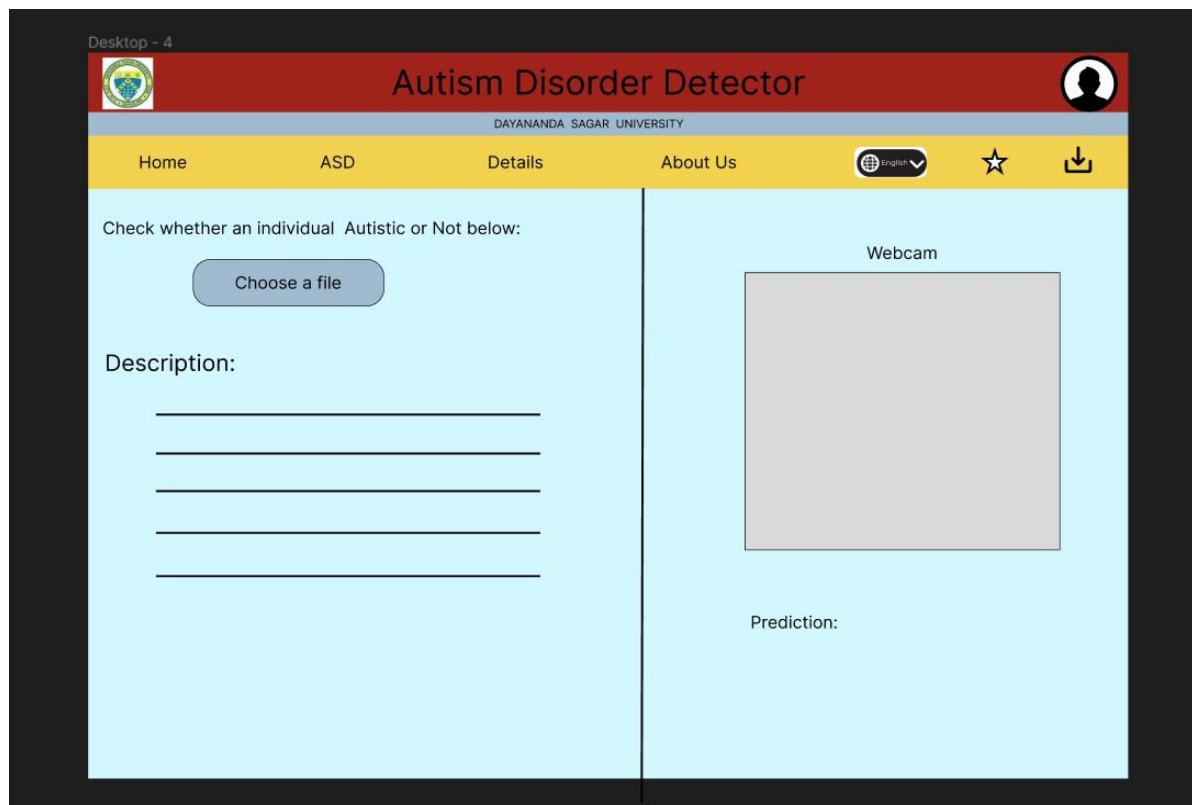 Desktop - 4
Autism Disorder Detector
DAYANANDA SAGAR UNIVERSITY
Home ASD Details About Us English
Check whether an individual Autistic or Not below:
Choose a file
Description:
Webcam
Prediction: